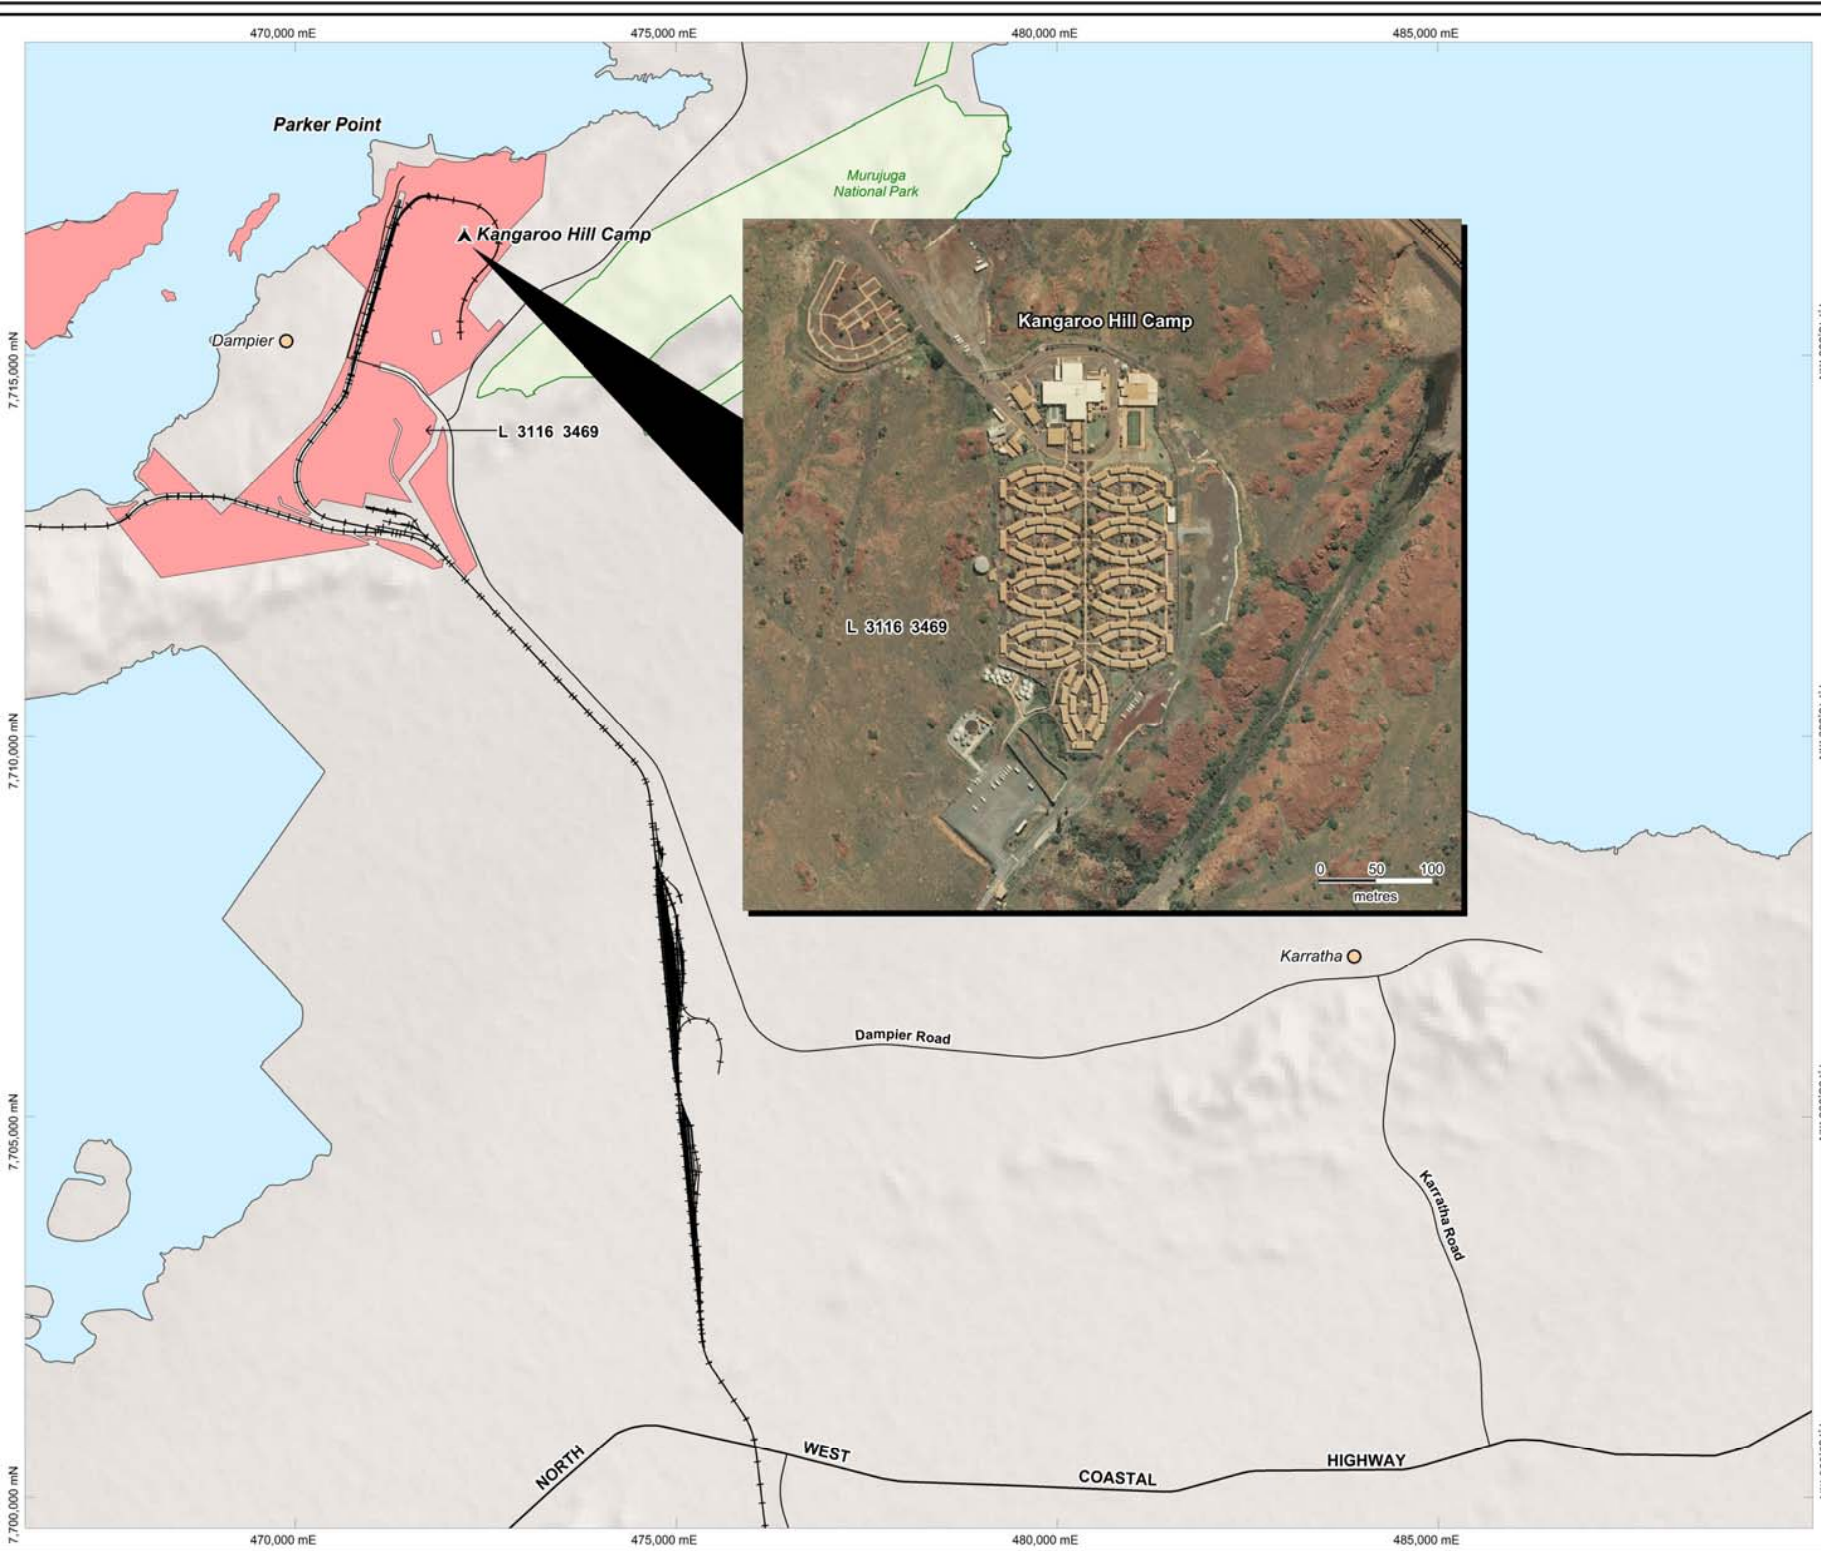 470,000 mE
475,000 mE
480,000 mE
485,000 mE
Parker Point
Murujuga
National Park
Kangaroo Hill Camp
Kangaroo Hill Camp
Dampier
7,715,000 mN
L 3116 3469
L 3116 3469
7,710,000 mN
0 50 100
metres
Karratha
Dampier Road
7,705,000 mN
Karratha Road
NORTH WEST COASTAL HIGHWAY
7,700,000 mN
470,000 mE
475,000 mE
480,000 mE
485,000 mE